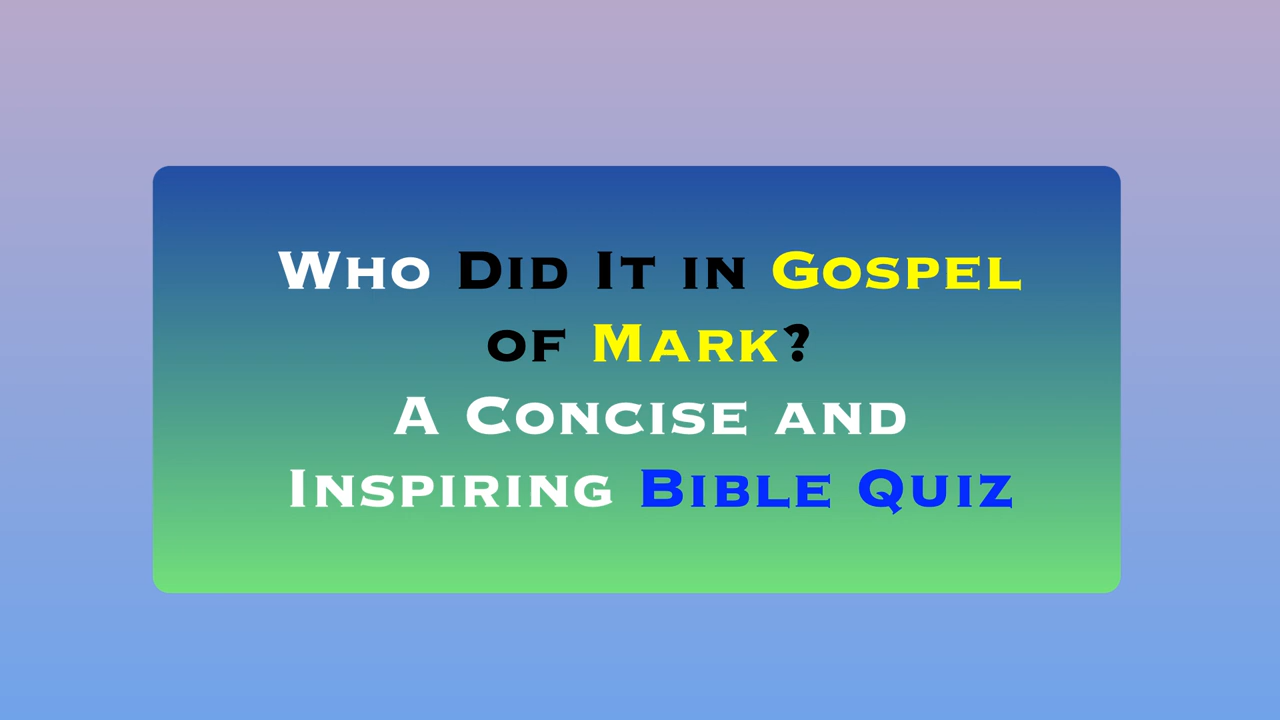 Who Did It in Gospel
of Mark?
A Concise and
Inspiring Bible Quiz